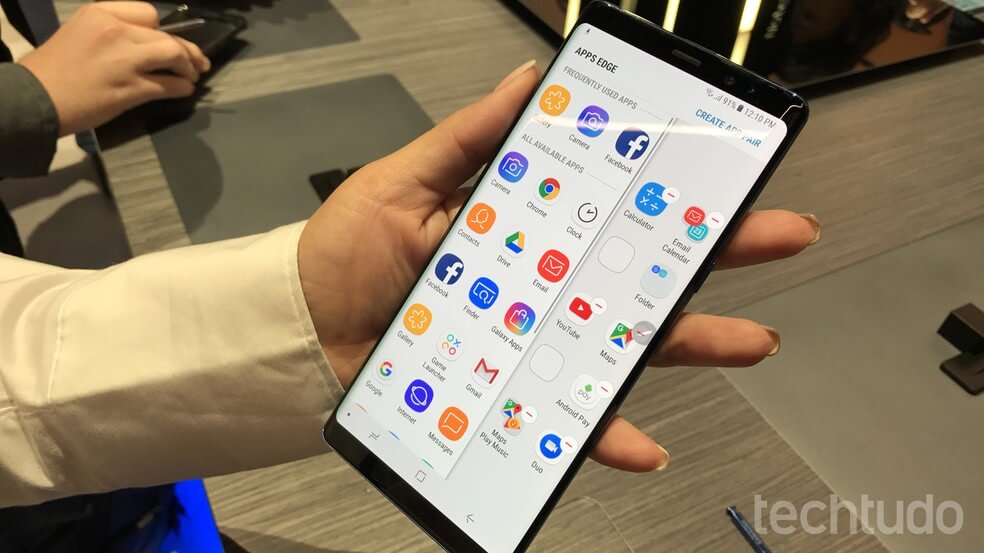 91% 12:10 PM
APPS EDGE
CREATE APP PAIR
FREQUENTLY USED APPS
Gallery
Camera
Facebook
ALL AVAILABLE APPS
Camera
Chrome
Clock
Contacts
Drive
Email
Facebook
Finder
Galaxy Apps
Gallery
Game
Launcher
Gmail
Google
Internet
Messages
Calculator
Email
Calendar
Folder
YouTube
Maps
pay
Android Pay
Maps
Play Music
Duo
techtudo